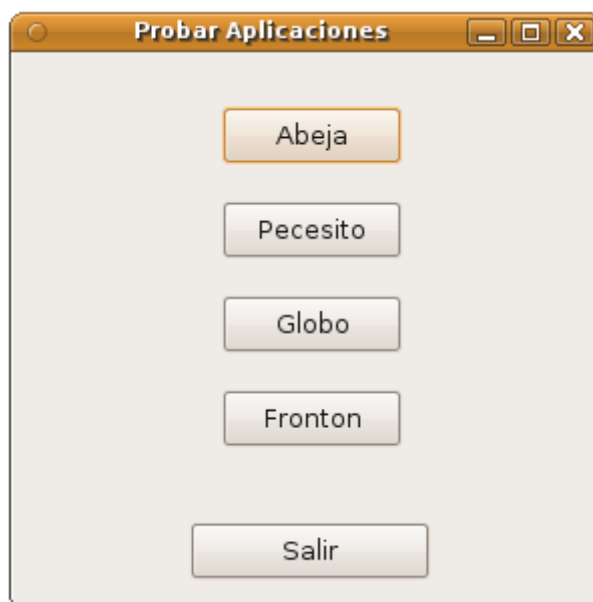 Probar Aplicaciones
Abeja
Pecesito
Globo
Fronton
Salir